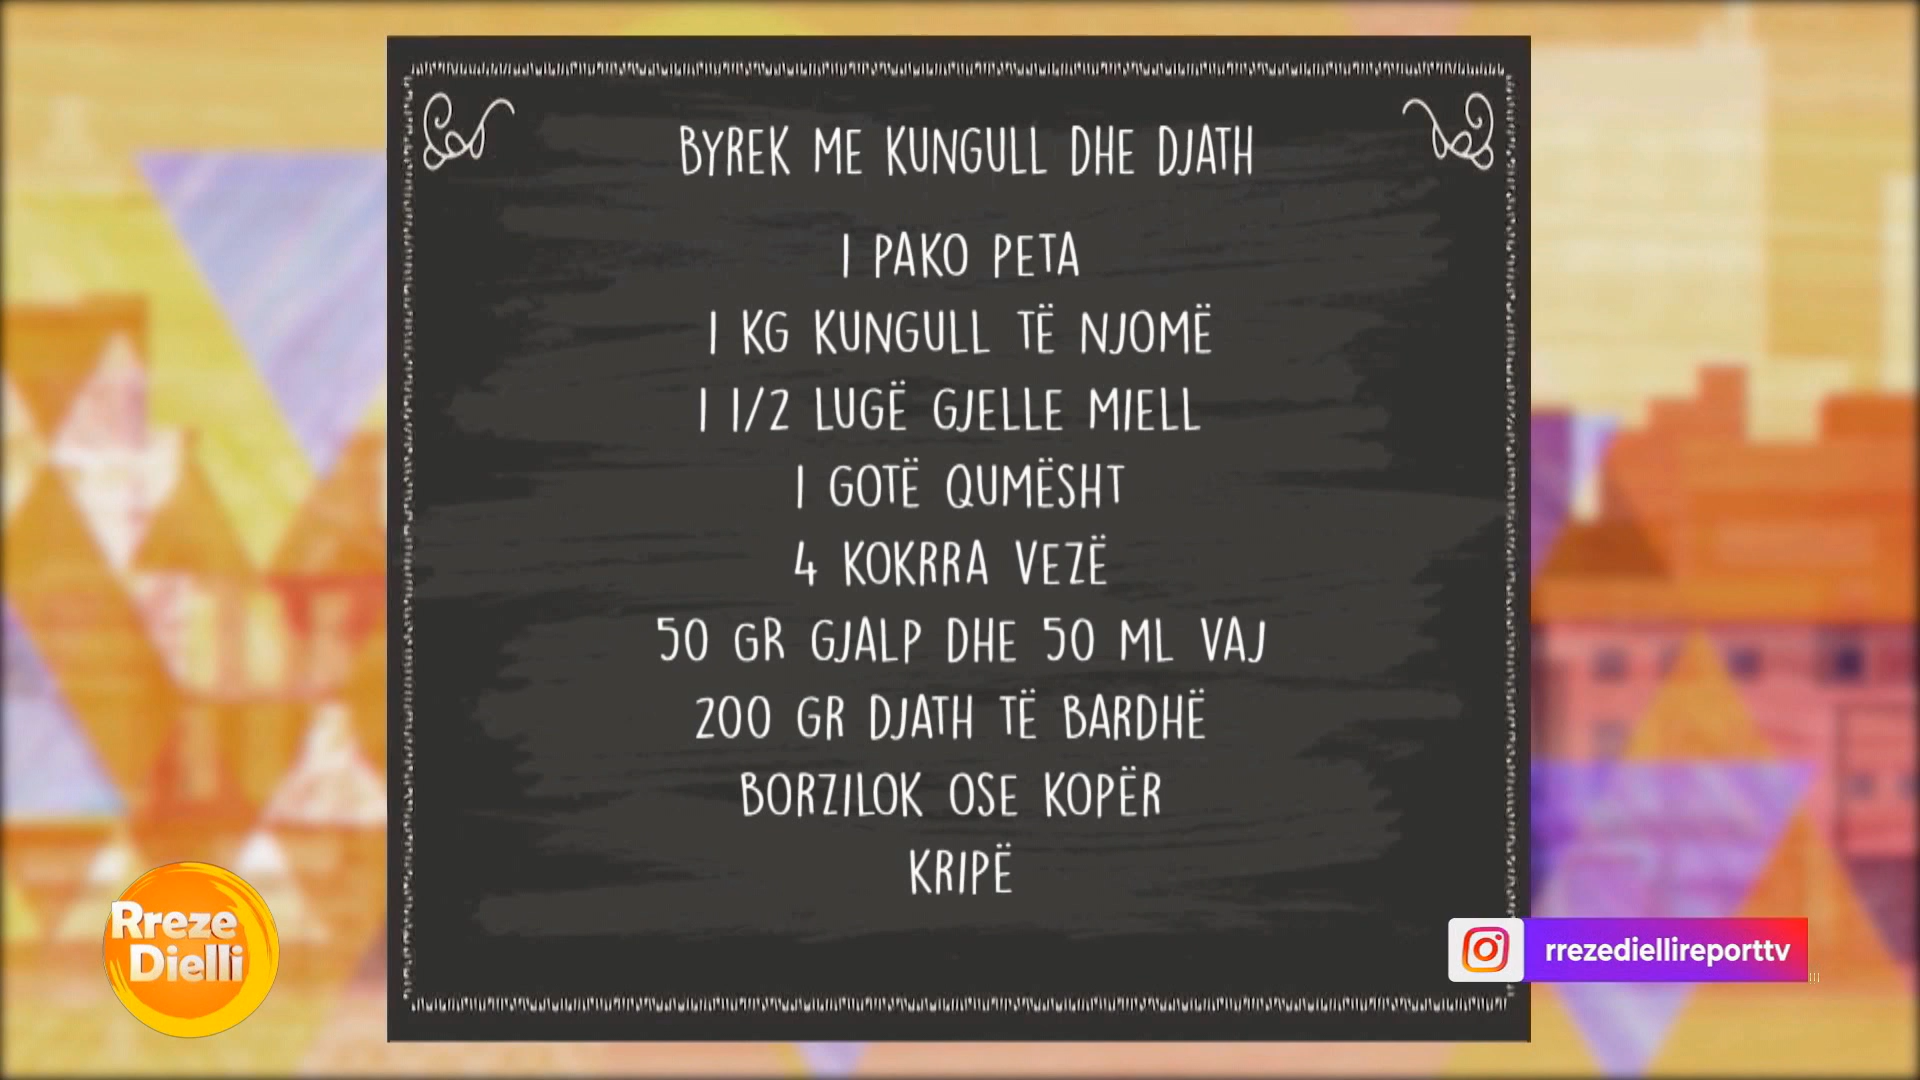 BYREK ME KUNGULL DHE DJATH
1 PAKO PETA
1 KG KUNGULL TË NJOMË
1 1/2 LUGË GJELLE MIELL
1 GOTË QUMËSHT
4 KOKRRA VEZË
50 GR GJALP DHE 50 ML VAJ
200 GR DJATH TË BARDHË
BORZILOK OSE KOPËR
KRIPË
Rreze
Dielli
rrezediellireporttv